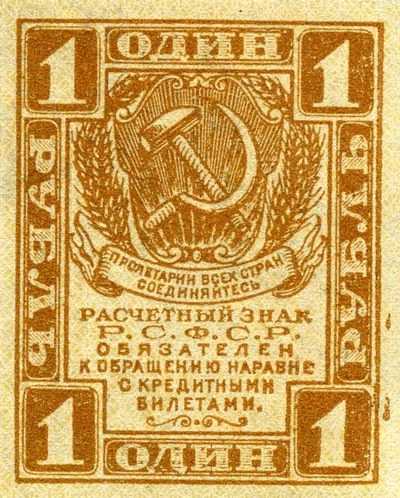 1 ОДИН 1
РУБЛЬ
РУБЛЬ
ПРОЛЕТАРИИ ВСЕХ СТРАН
СОЕДИНЯЙТЕСЬ
РАСЧЕТНЫЙ ЗНАК
Р.С.Ф.С.Р.
ОБЯЗАТЕЛЕН
К ОБРАЩЕНИЮ НАРАВНЕ
С КРЕДИТНЫМИ
БИЛЕТАМИ.
1 ОДИН 1